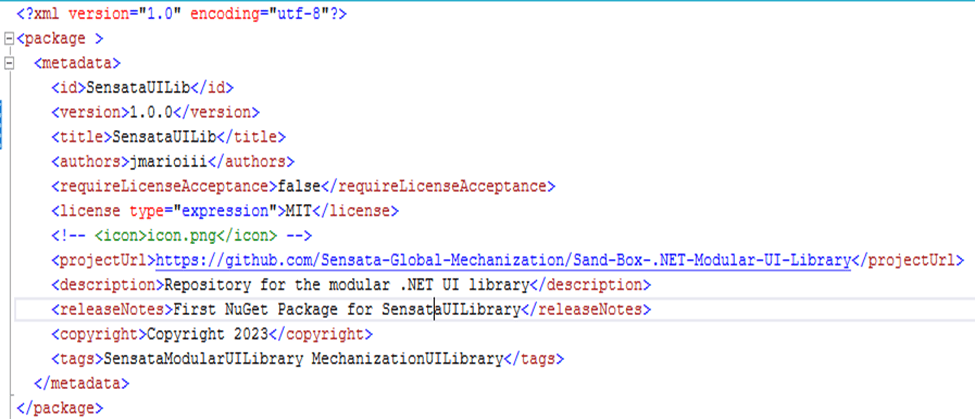 <?xml version="1.0" encoding="utf-8"?>
<package >
<metadata>
<id>SensataUILib</id>
<version>1.0.0</version>
<title>SensataUILib</title>
<authors>jmarioiii</authors>
<requireLicenseAcceptance>false</requireLicenseAcceptance>
<license type="expression">MIT</license>
<!-- <icon>icon.png</icon> -->
<projectUrl>https://github.com/Sensata-Global-Mechanization/Sand-Box-.NET-Modular-UI-Library</projectUrl>
<description>Repository for the modular .NET UI library</description>
<releaseNotes>First NuGet Package for SensataUILibrary</releaseNotes>
<copyright>Copyright 2023</copyright>
<tags>SensataModularUILibrary MechanizationUILibrary</tags>
</metadata>
</package>